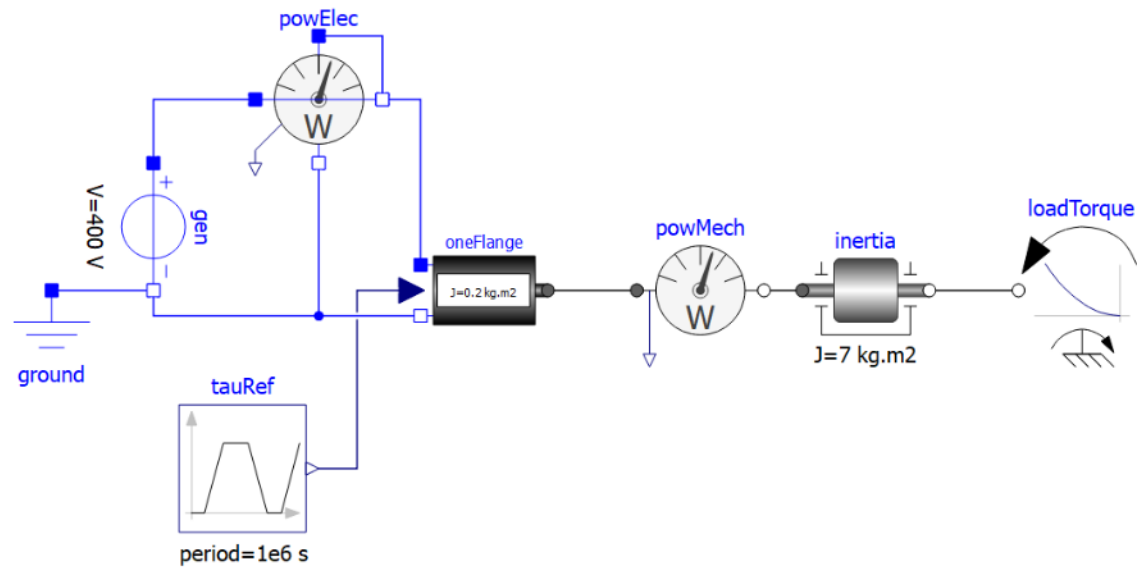 powElec
W
+
V=400 V
gen
-
ground
oneFlange
J=0.2 kg.m2
powMech
W
inertia
J=7 kg.m2
loadTorque
tauRef
period=1e6 s